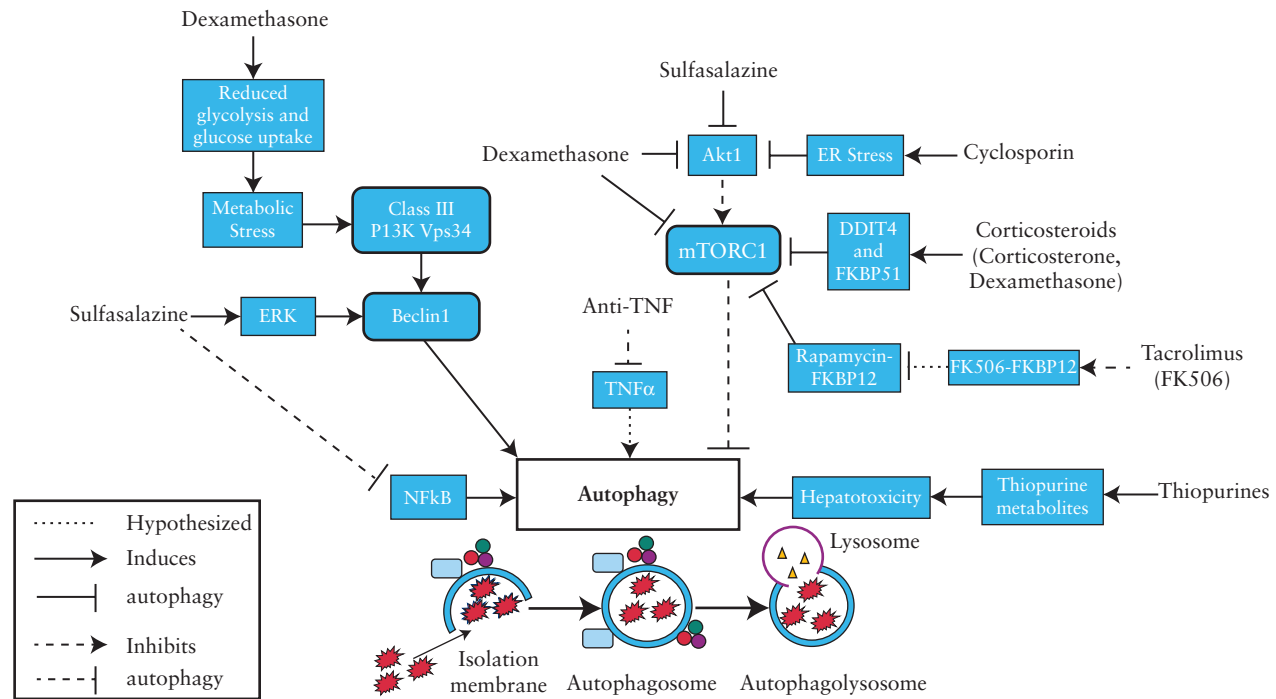 Dexamethasone
Reduced
glycolysis and
glucose uptake
Metabolic
Stress
Class III
P13K Vps34
Sulfasalazine
ERK
Beclin1
Sulfasalazine
Dexamethasone
Akt1
ER Stress
Cyclosporin
mTORC1
DDIT4
and
FKBP51
Corticosteroids
(Corticosterone,
Dexamethasone)
Anti-TNF
TNFα
Rapamycin-
FKBP12
FK506-FKBP12
Tacrolimus
(FK506)
NFkB
Autophagy
Hepatotoxicity
Thiopurine
metabolites
Thiopurines
Hypothesized
Induces
autophagy
Inhibits
autophagy
Lysosome
Isolation
membrane
Autophagosome
Autophagolysosome